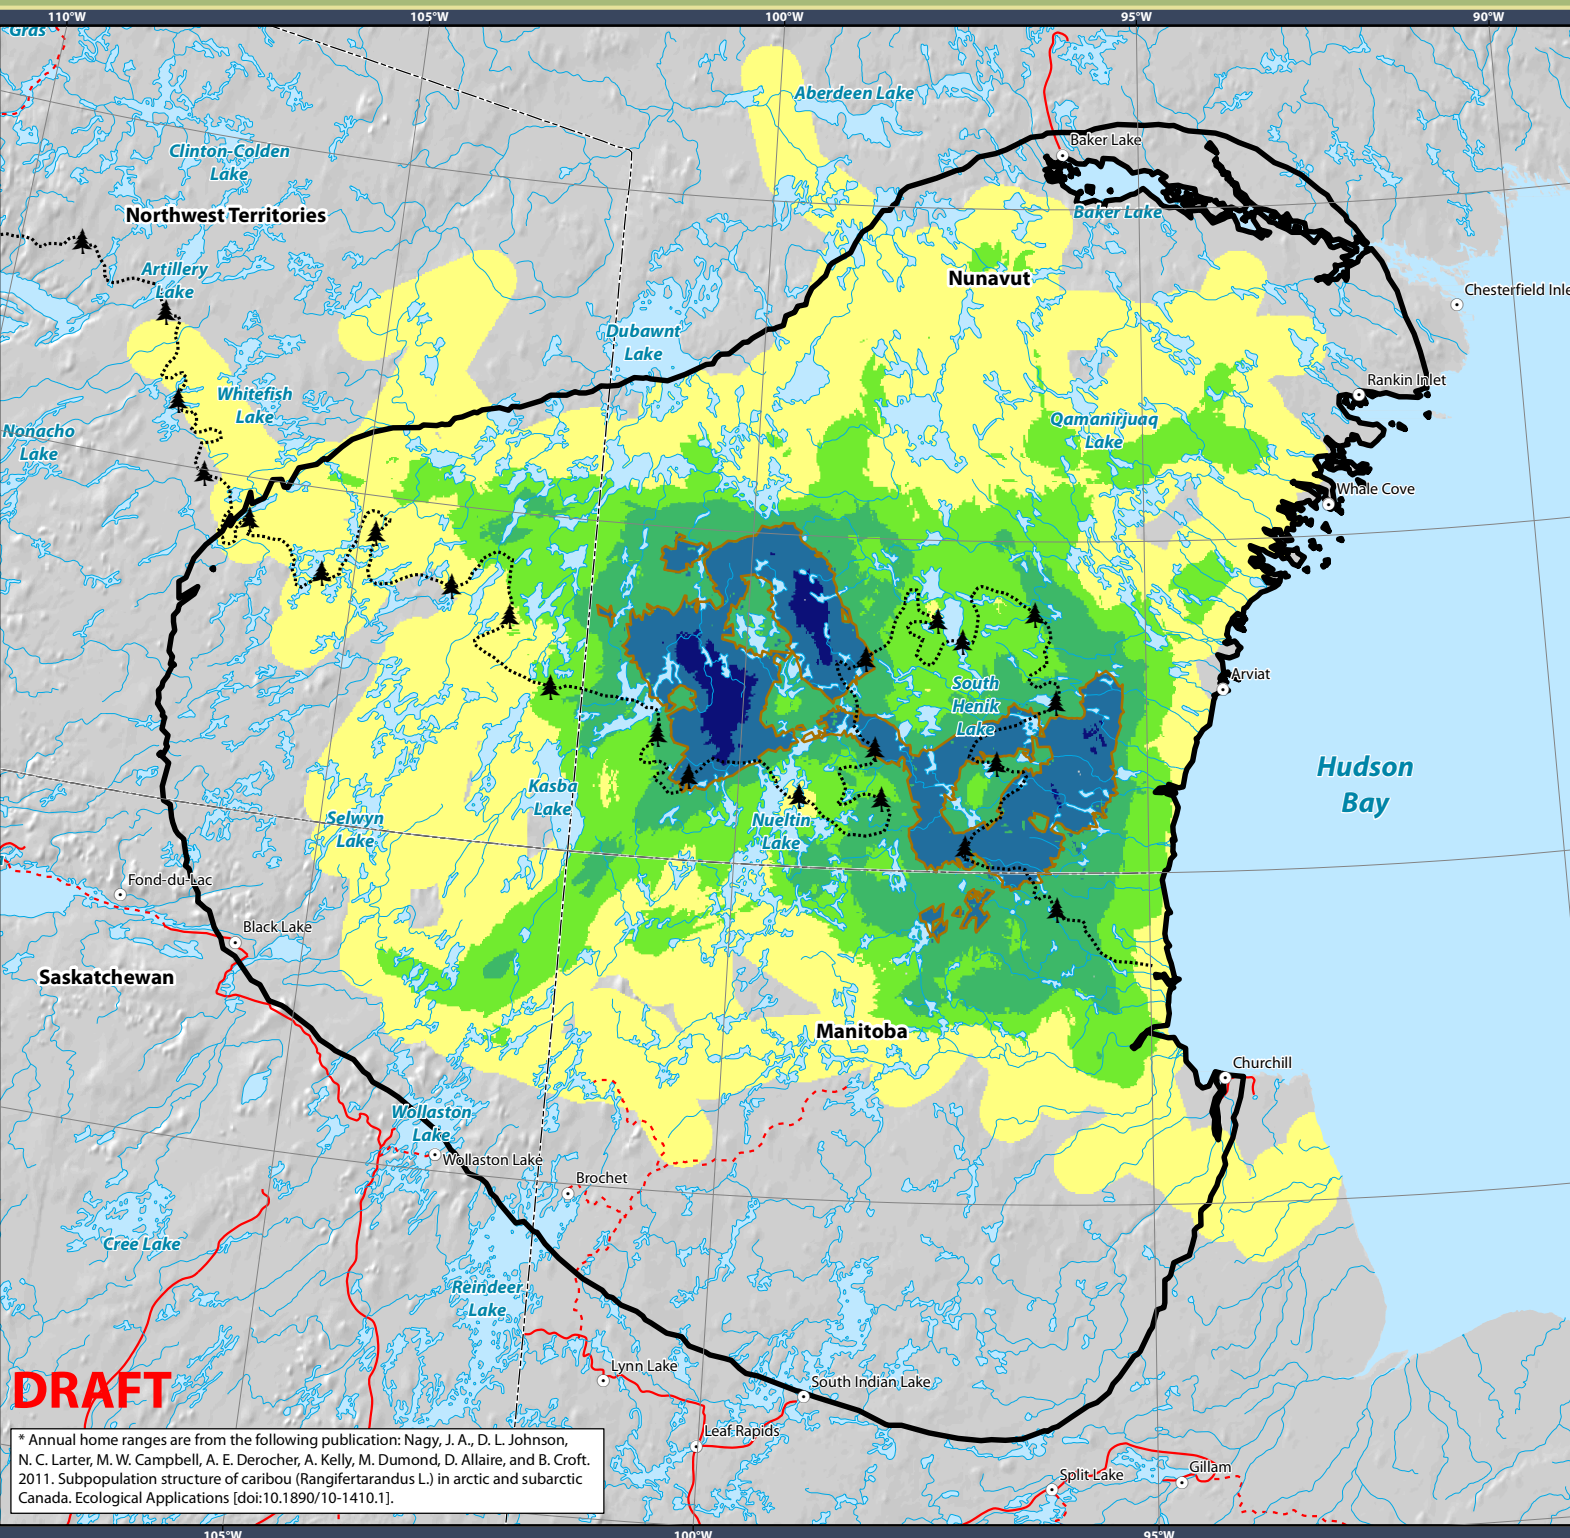 110°W
105°W
100°W
95°W
90°W
Gras
Aberdeen Lake
Baker Lake
Clinton-Colden
Lake
Baker Lake
Northwest Territories
Artillery
Lake
Nunavut
Chesterfield Inle
Dubawnt
Lake
Rankin Inlet
Whitefish
Lake
Qamanirjuaq
Lake
Nonacho
Lake
Whale Cove
Arviat
South
Henik
Lake
Hudson
Bay
Kasba
Lake
Selwyn
Lake
Nueltin
Lake
Fond-du-Lac
Black Lake
Saskatchewan
Manitoba
Churchill
Wollaston
Lake
Wollaston Lake
Brochet
Cree Lake
Reindeer
Lake
Lynn Lake
South Indian Lake
DRAFT
Leaf Rapids
Split Lake
Gillam
* Annual home ranges are from the following publication: Nagy, J. A., D. L. Johnson,
N. C. Larter, M. W. Campbell, A. E. Derocher, A. Kelly, M. Dumond, D. Allaire, and B. Croft.
2011. Subpopulation structure of caribou (Rangifertarandus L.) in arctic and subarctic
Canada. Ecological Applications [doi:10.1890/10-1410.1].
105°W
100°W
95°W